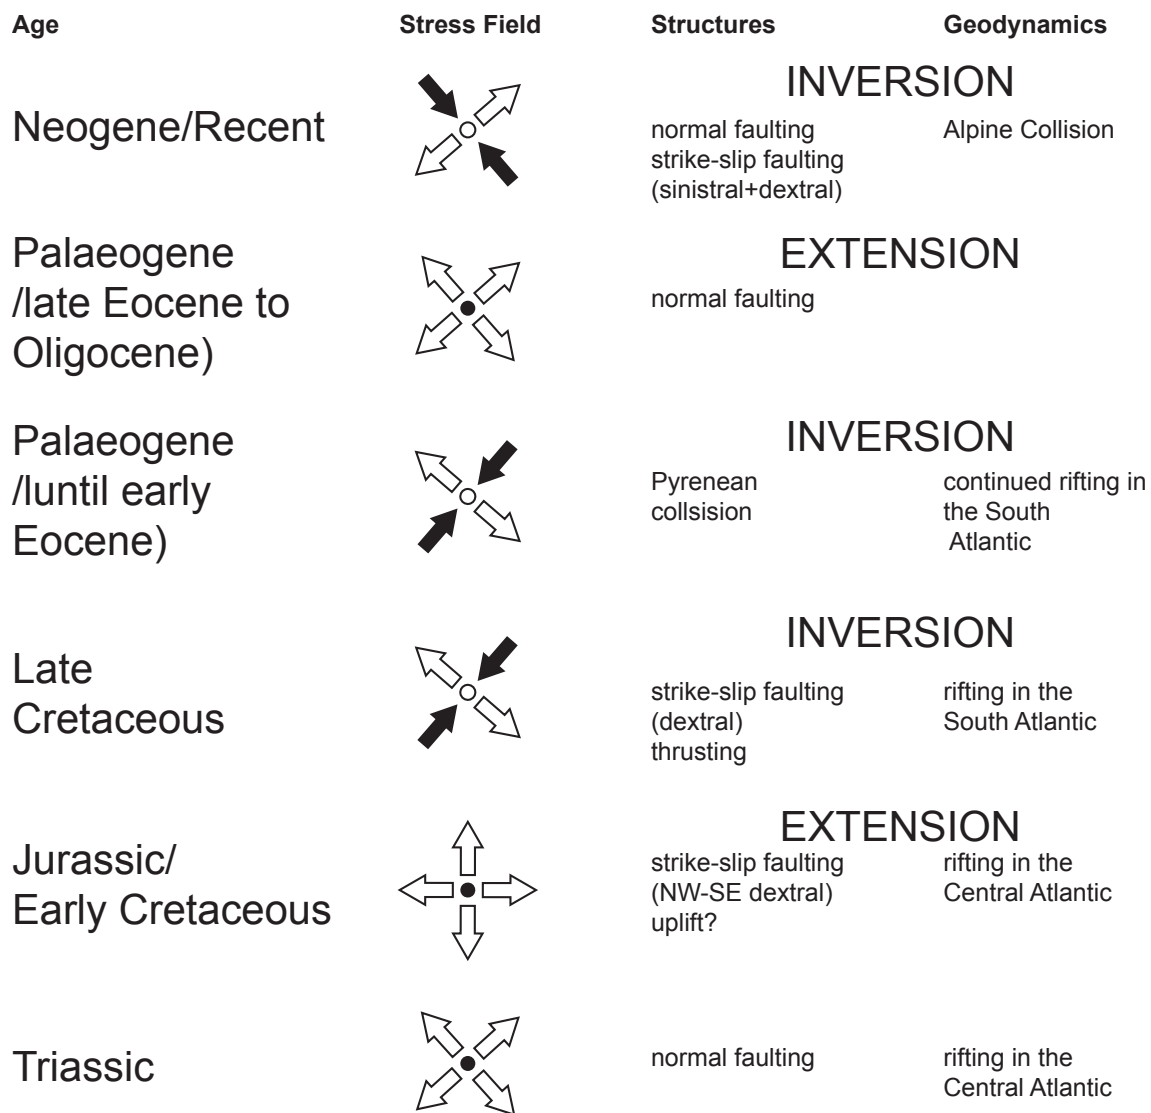 Age Stress Field Structures Geodynamics
INVERSION
Neogene/Recent
normal faulting
strike-slip faulting
(sinistral+dextral)
Alpine Collision
Palaeogene
/late Eocene to
Oligocene)
EXTENSION
normal faulting
Palaeogene
/luntil early
Eocene)
INVERSION
Pyrenean
collsision
continued rifting in
the South
Atlantic
Late
Cretaceous
INVERSION
strike-slip faulting
(dextral)
thrusting
rifting in the
South Atlantic
Jurassic/
Early Cretaceous
EXTENSION
strike-slip faulting
(NW-SE dextral)
uplift?
rifting in the
Central Atlantic
Triassic
normal faulting
rifting in the
Central Atlantic